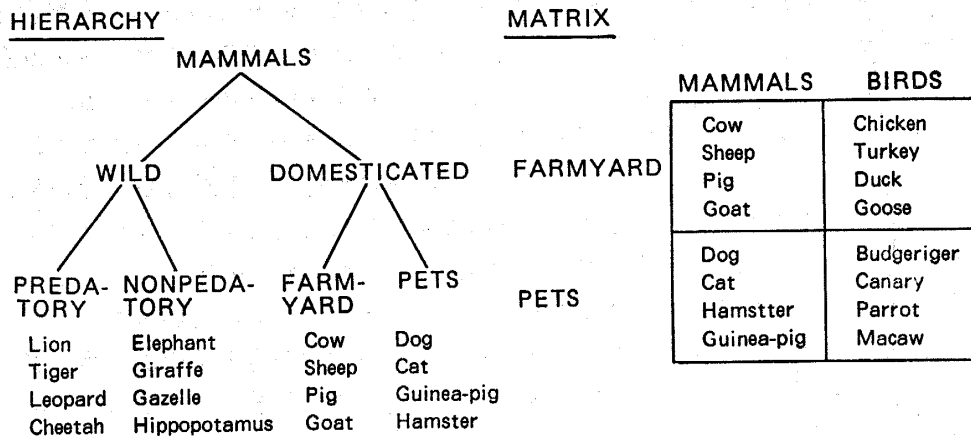 HIERARCHY
MAMMALS
WILD DOMESTICATED
PREDA- NONPEDA- FARM- PETS
TORY TORY YARD
Lion Elephant Cow Dog
Tiger Giraffe Sheep Cat
Leopard Gazelle Pig Guinea-pig
Cheetah Hippopotamus Goat Hamster
MATRIX
MAMMALS BIRDS
FARMYARD
Cow Chicken
Sheep Turkey
Pig Duck
Goat Goose
PETS
Dog Budgeriger
Cat Canary
Hamstter Parrot
Guinea-pig Macaw